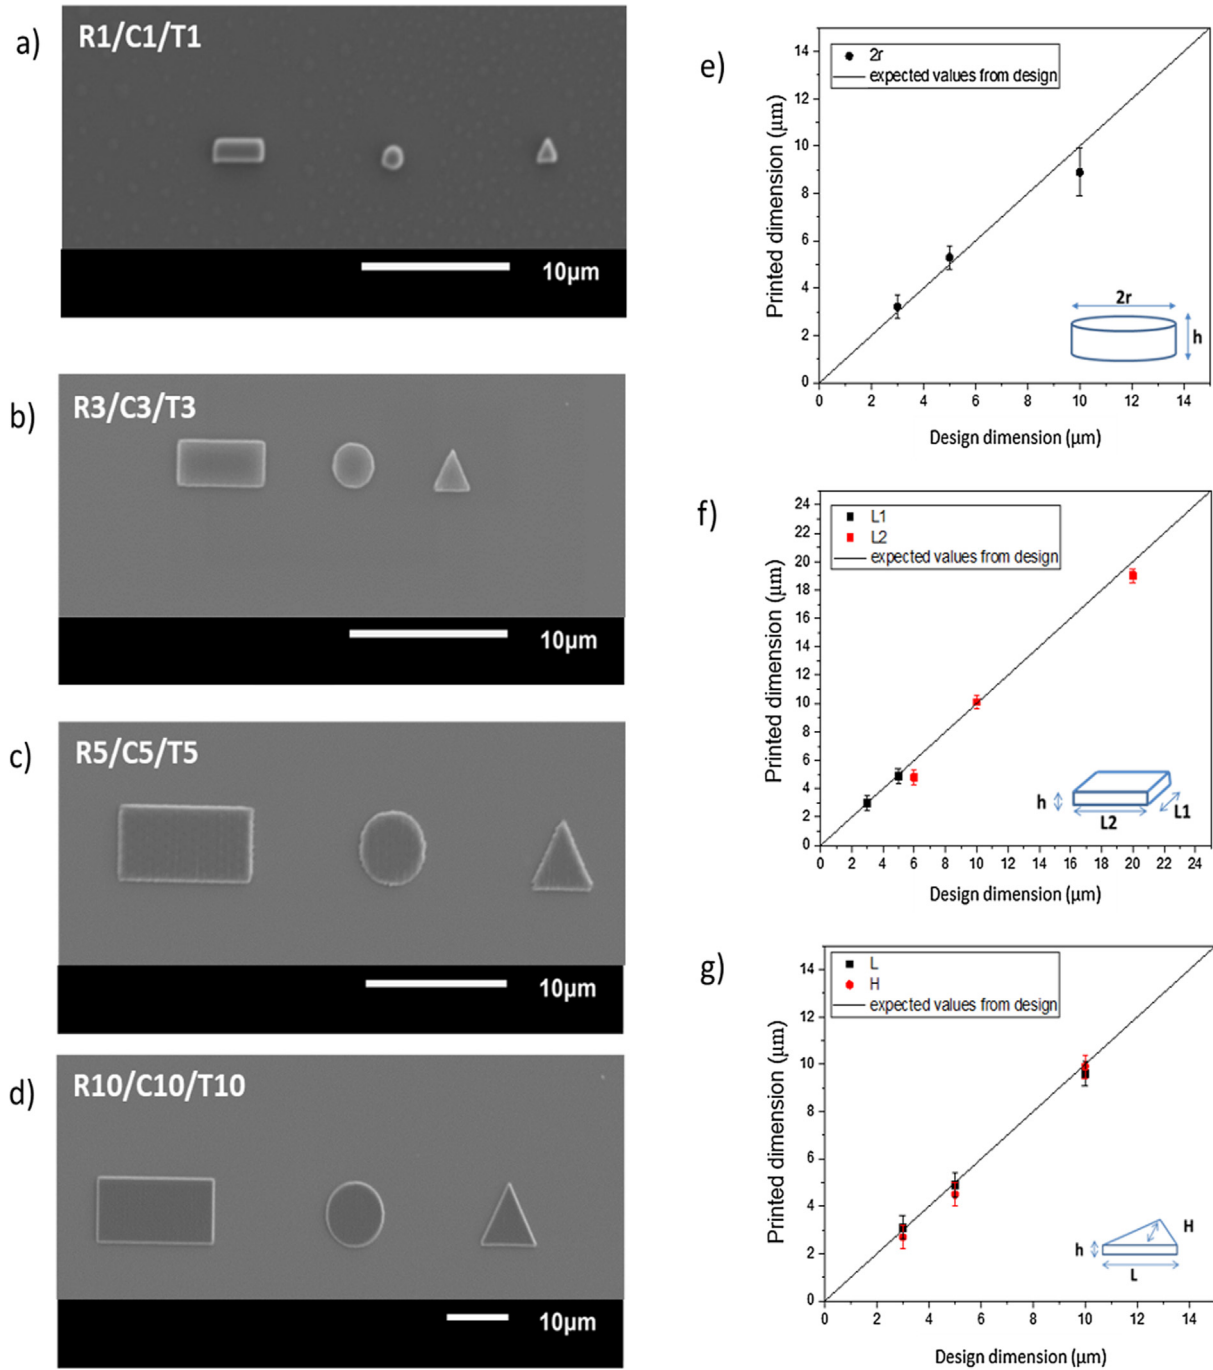 a)
R1/C1/T1
10µm
b)
R3/C3/T3
10µm
c)
R5/C5/T5
10µm
d)
R10/C10/T10
10µm
e)
2r
expected values from design
Printed dimension (µm)
14
12
10
8
6
4
2
0
0 2 4 6 8 10 12 14
Design dimension (µm)
2r
h
f)
L1
L2
expected values from design
Printed dimension (µm)
24
22
20
18
16
14
12
10
8
6
4
2
0
0 2 4 6 8 10 12 14 16 18 20 22 24
Design dimension (µm)
h
L2
L1
g)
L
H
expected values from design
Printed dimension (µm)
14
12
10
8
6
4
2
0
0 2 4 6 8 10 12 14
Design dimension (µm)
h
H
L